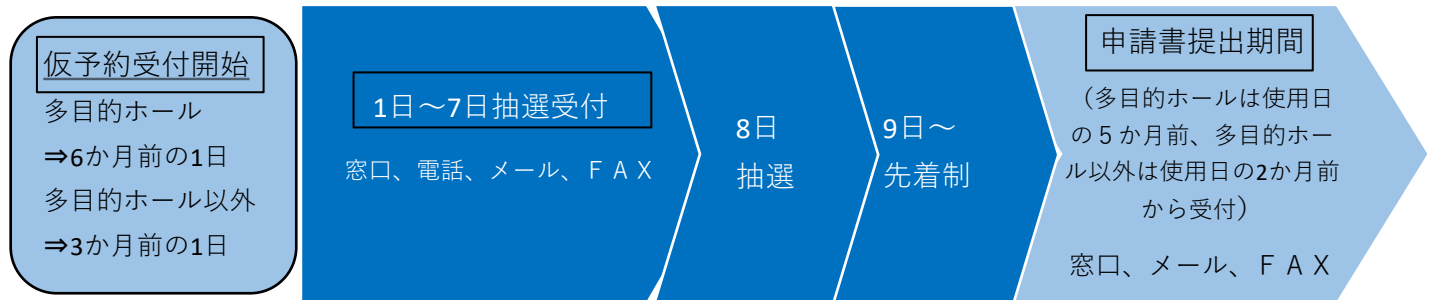 仮予約受付開始
多目的ホール
⇒6か月前の1日
多目的ホール以外
⇒3か月前の1日
1日～7日抽選受付
窓口、電話、メール、ＦＡＸ
8日
抽選
9日～
先着制
申請書提出期間
（多目的ホールは使用日
の５か月前、多目的ホー
ル以外は使用日の2か月前
から受付）
窓口、メール、ＦＡＸ